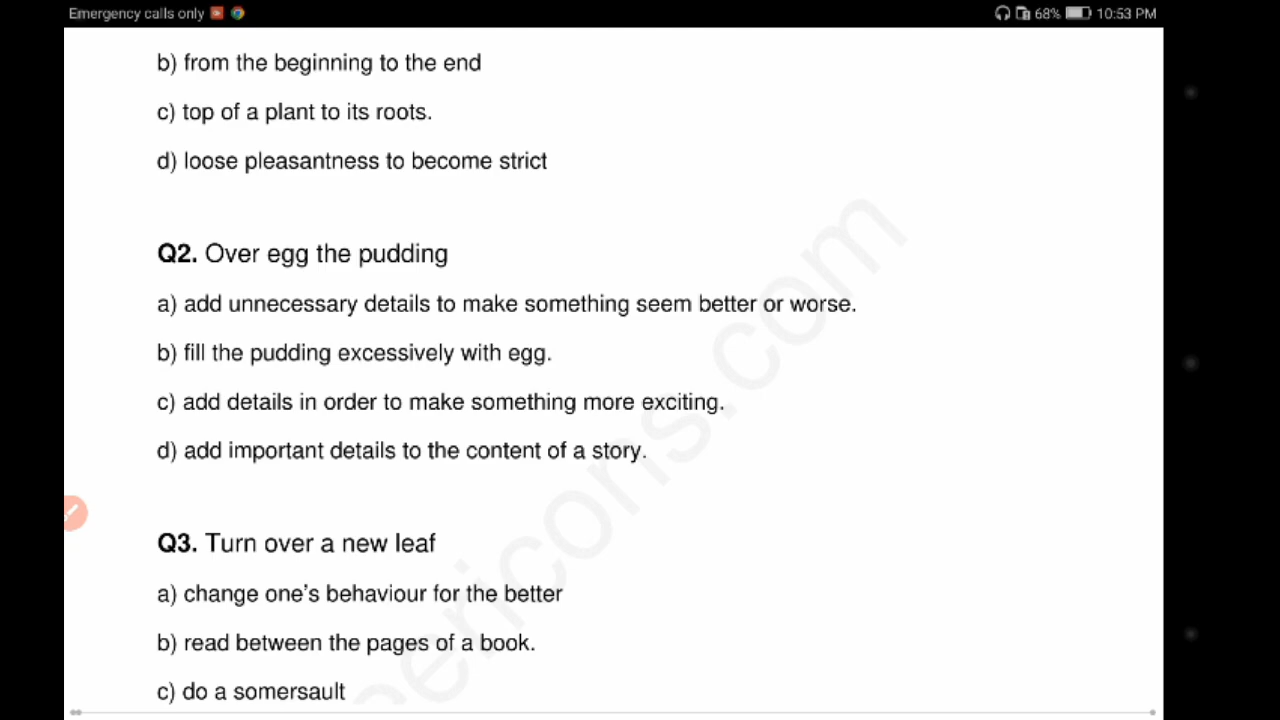 Emergency calls only
68% 10:53 PM
b) from the beginning to the end
c) top of a plant to its roots.
d) loose pleasantness to become strict
Q2. Over egg the pudding
a) add unnecessary details to make something seem better or worse.
b) fill the pudding excessively with egg.
c) add details in order to make something more exciting.
d) add important details to the content of a story.
Q3. Turn over a new leaf
a) change one’s behaviour for the better
b) read between the pages of a book.
c) do a somersault
eericons.com